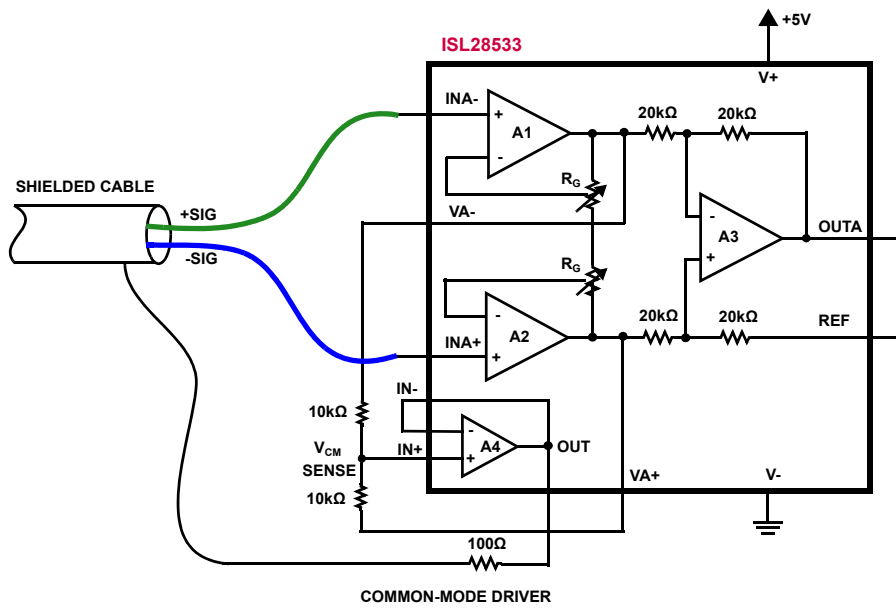 +5V
ISL28533
V+
INA-
+
A1
-
20kΩ
20kΩ
SHIELDED CABLE
+SIG
-SIG
RG
VA-
-
A3
+
OUTA
RG
20kΩ
20kΩ
REF
-
A2
+
INA+
IN-
10kΩ
-
A4
+
OUT
VCM
SENSE
IN+
10kΩ
VA+
V-
100Ω
COMMON-MODE DRIVER